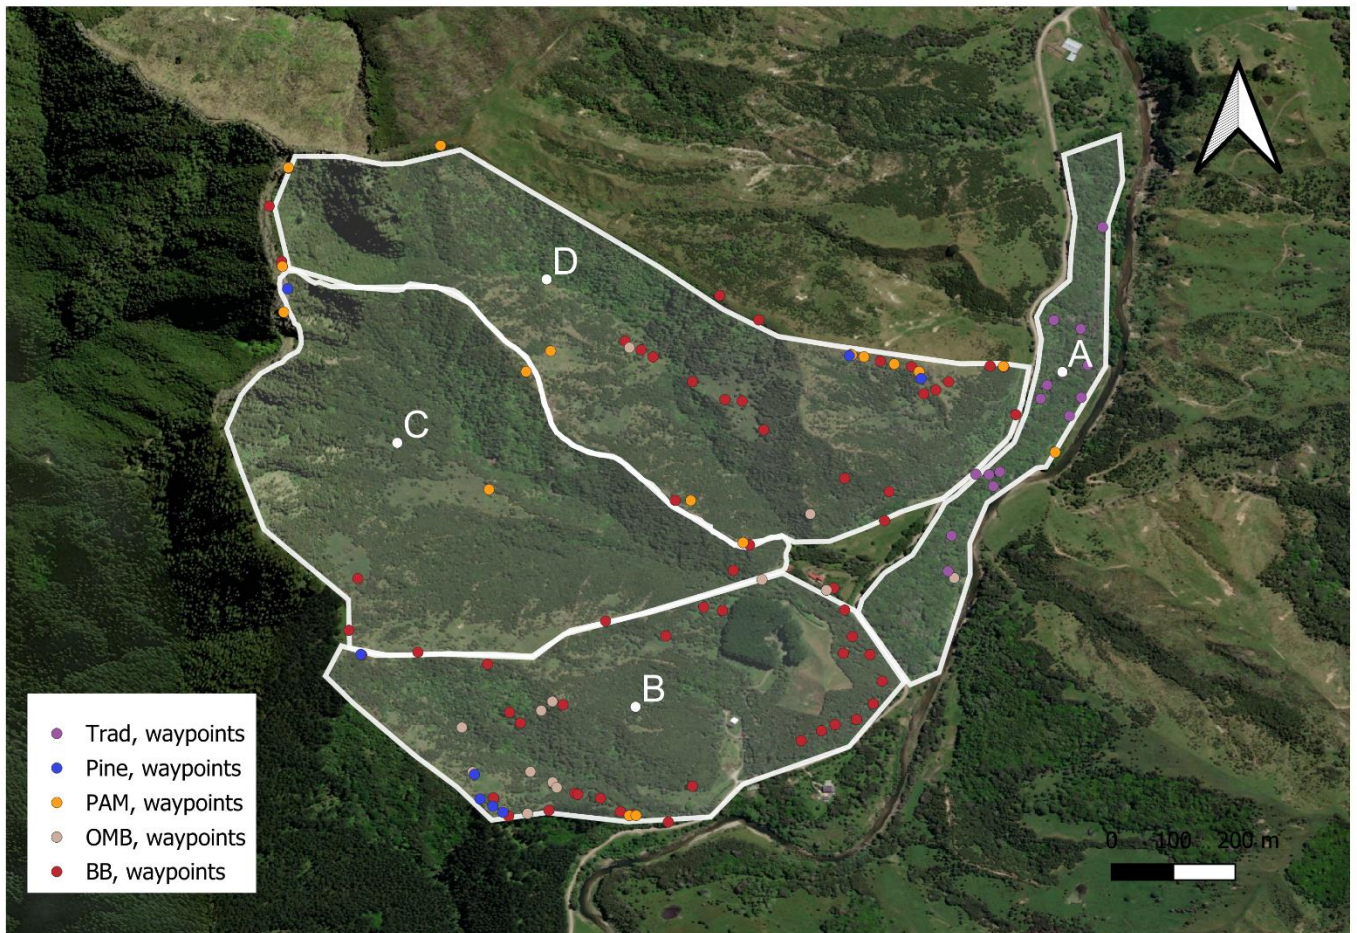 D
A
C
B
Trad, waypoints
Pine, waypoints
PAM, waypoints
OMB, waypoints
BB, waypoints
0 100 200 m